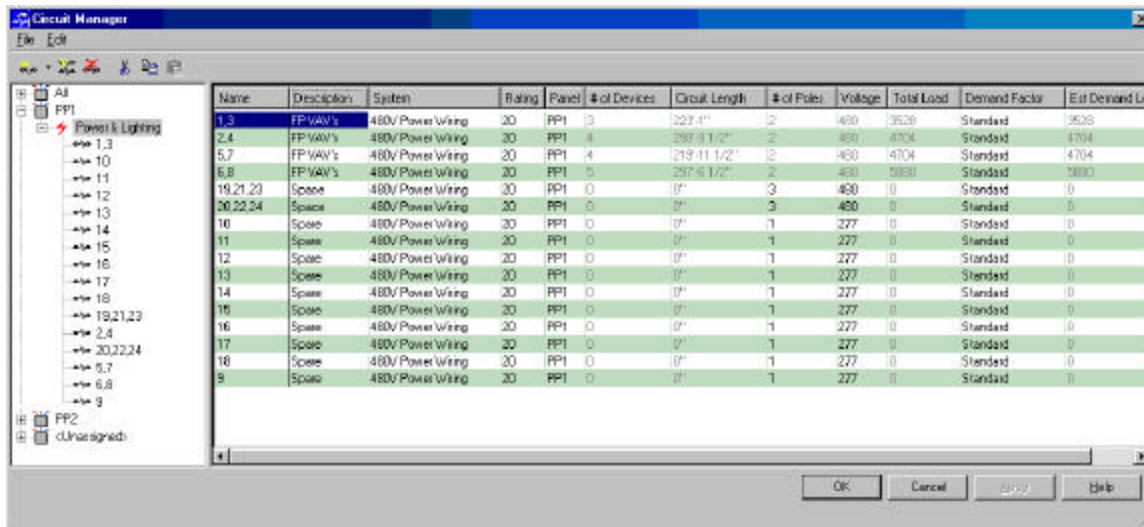 Circuit Manager
File Edit
All
PP1
Power & Lighting
1,3
10
11
12
13
14
15
16
17
18
19,21,23
2,4
20,22,24
5,7
6,8
9
PP2
<Unassigned>
Name Description System Rating Panel # of Devices Circuit Length # of Poles Voltage Total Load Demand Factor Est Demand Lo
1,3 FP VAV's 480V Power Wiring 20 PP1 3 223'-1" 2 480 3528 Standard 3528
2,4 FP VAV's 480V Power Wiring 20 PP1 4 1/2" 2 480 4704 Standard 4704
5,7 FP VAV's 480V Power Wiring 20 PP1 4 219'-11 1/2" 2 480 4704 Standard 4704
6,8 FP VAV's 480V Power Wiring 20 PP1 5 297'-6 1/2" 2 480 5880 Standard 5880
19,21,23 Space 480V Power Wiring 20 PP1 0 0" 3 480 0 Standard 0
20,22,24 Space 480V Power Wiring 20 PP1 0 0" 3 480 0 Standard 0
10 Spare 480V Power Wiring 20 PP1 0 0" 1 277 0 Standard 0
11 Spare 480V Power Wiring 20 PP1 0 0" 1 277 0 Standard 0
12 Spare 480V Power Wiring 20 PP1 0 0" 1 277 0 Standard 0
13 Spare 480V Power Wiring 20 PP1 0 0" 1 277 0 Standard 0
14 Spare 480V Power Wiring 20 PP1 0 0" 1 277 0 Standard 0
15 Spare 480V Power Wiring 20 PP1 0 0" 1 277 0 Standard 0
16 Spare 480V Power Wiring 20 PP1 0 0" 1 277 0 Standard 0
17 Spare 480V Power Wiring 20 PP1 0 0" 1 277 0 Standard 0
18 Spare 480V Power Wiring 20 PP1 0 0" 1 277 0 Standard 0
9 Spare 480V Power Wiring 20 PP1 0 0" 1 277 0 Standard 0
OK Cancel Apply Help